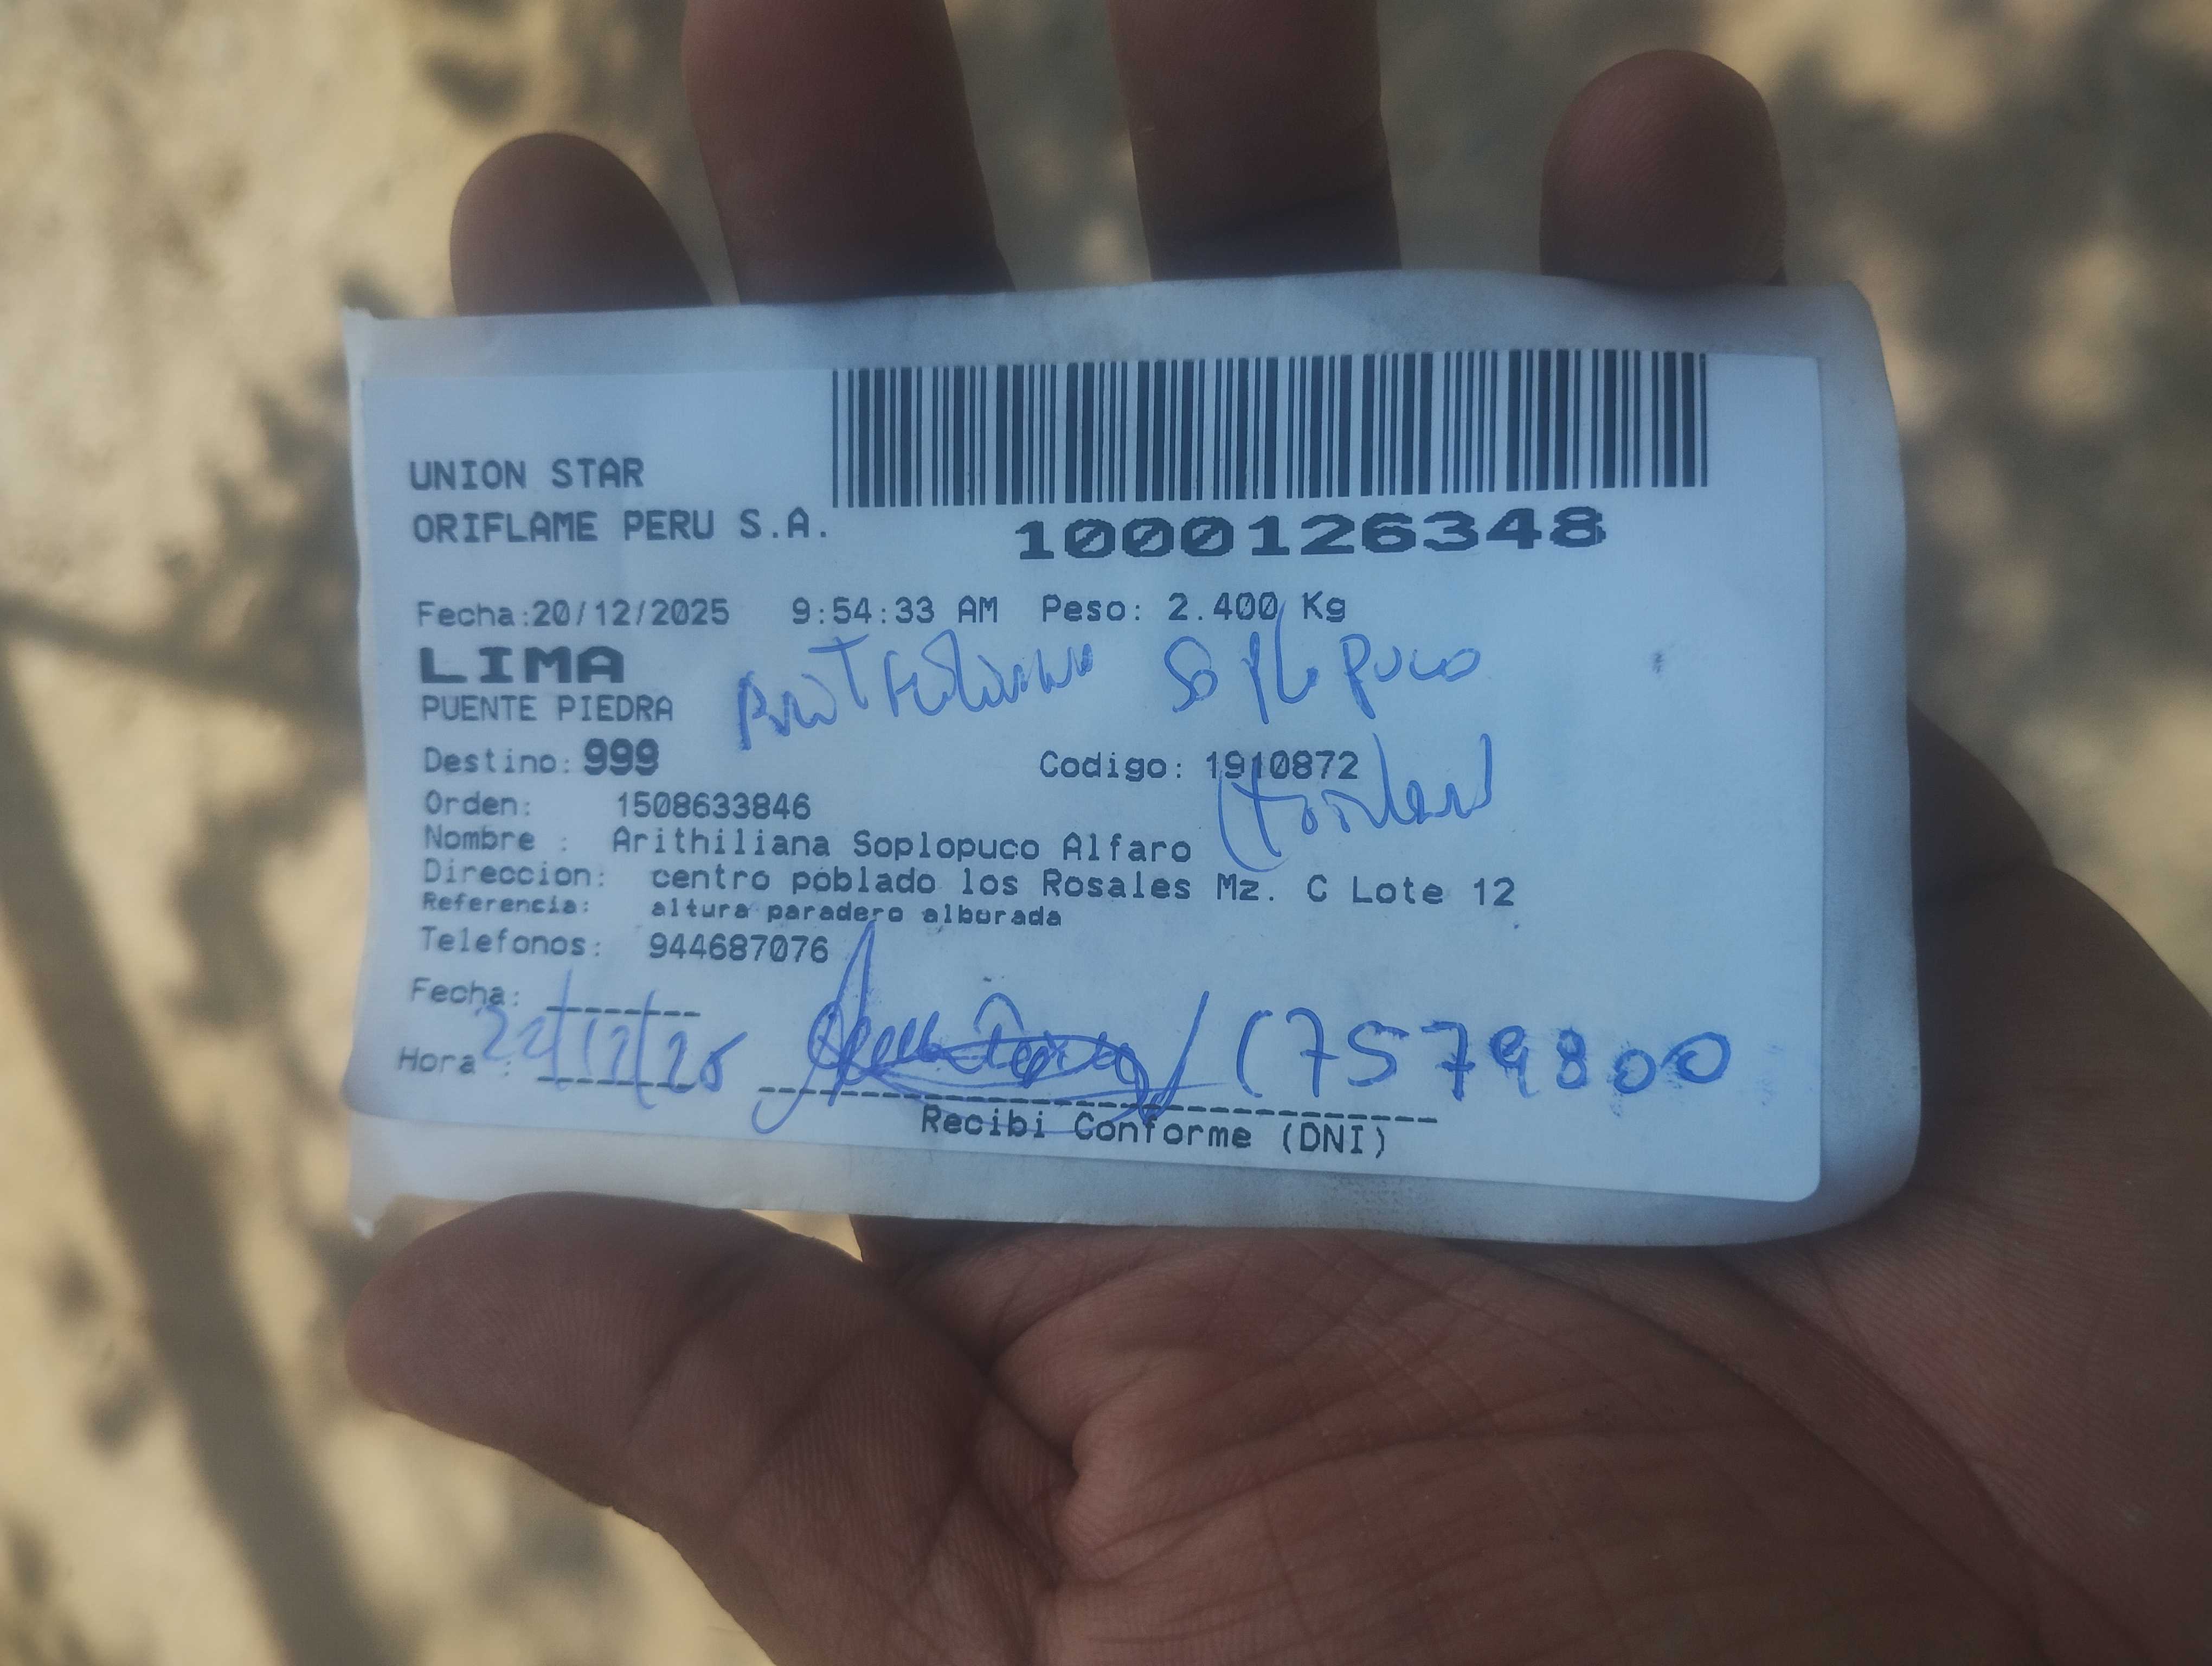 UNION STAR
ORIFLAME PERU S.A.
1000126348
Fecha:20/12/2025 9:54:33 AM Peso: 2.400 Kg
LIMA
PUENTE PIEDRA
Soplopuco
Destino: 999 Codigo: 1910872
Orden: 1508633846
Nombre : Arithiliana Soplopuco Alfaro
Direccion: centro poblado los Rosales Mz. C Lote 12
Referencia: altura paradero alborada
Telefonos: 944687076
Fecha:
22/12/25
Hora : (7579800
Recibi Conforme (DNI)